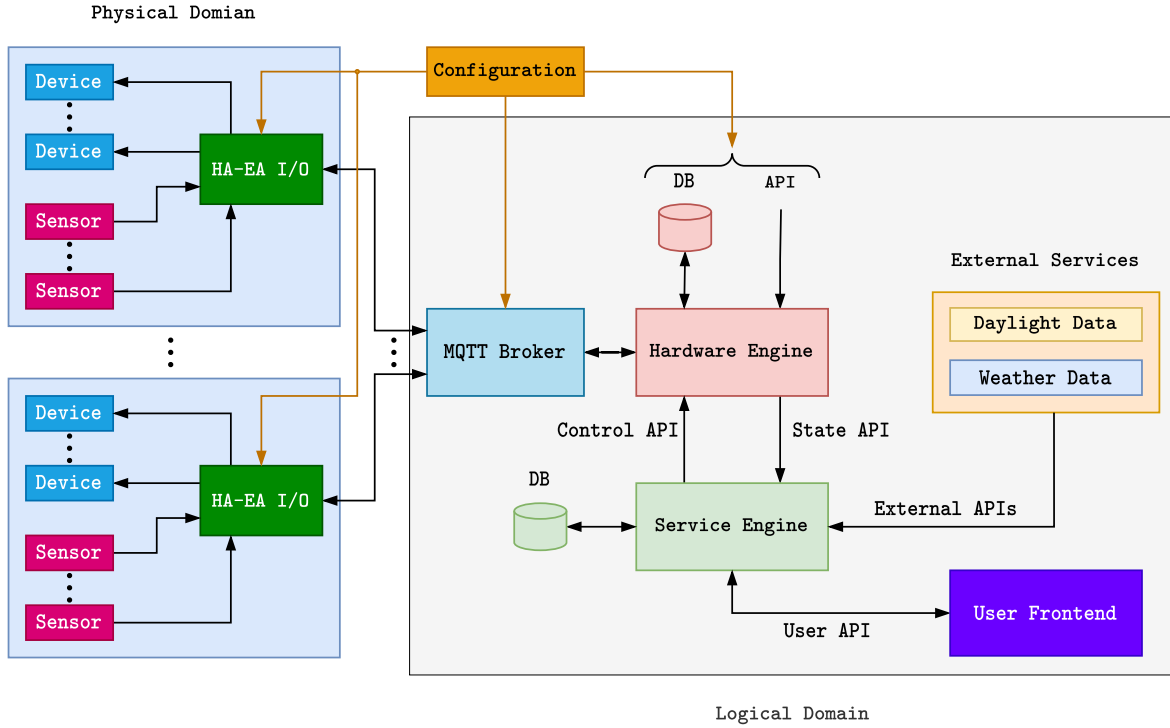 Physical Domian
Device
Device
Sensor
Sensor
HA-EA I/O
Configuration
DB
API
MQTT Broker
Hardware Engine
External Services
Daylight Data
Weather Data
Control API
State API
Device
Device
Sensor
Sensor
HA-EA I/O
DB
Service Engine
External APIs
User API
User Frontend
Logical Domain